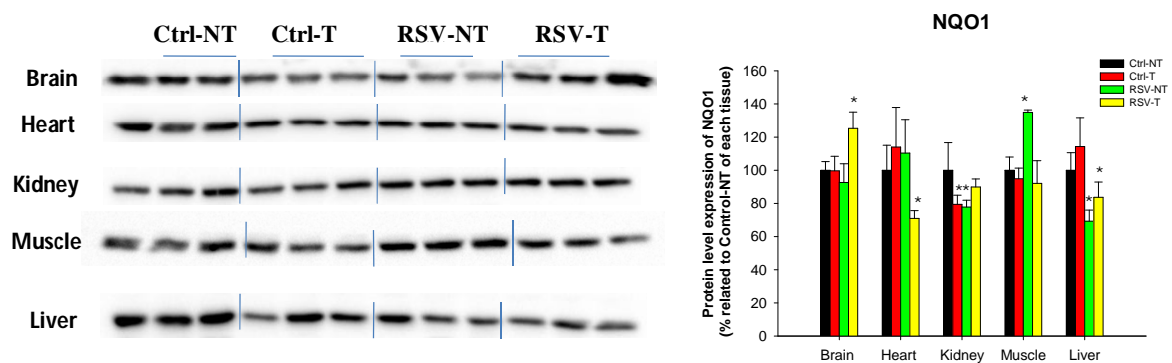 Ctrl-NT Ctrl-T RSV-NT RSV-T
Brain
Heart
Kidney
Muscle
Liver
NQO1
Protein level expression of NQO1
(% related to Control-NT of each tissue)
160
140
120
100
80
60
40
20
0
* * ** * * *
Brain Heart Kidney Muscle Liver
Ctrl-NT
Ctrl-T
RSV-NT
RSV-T